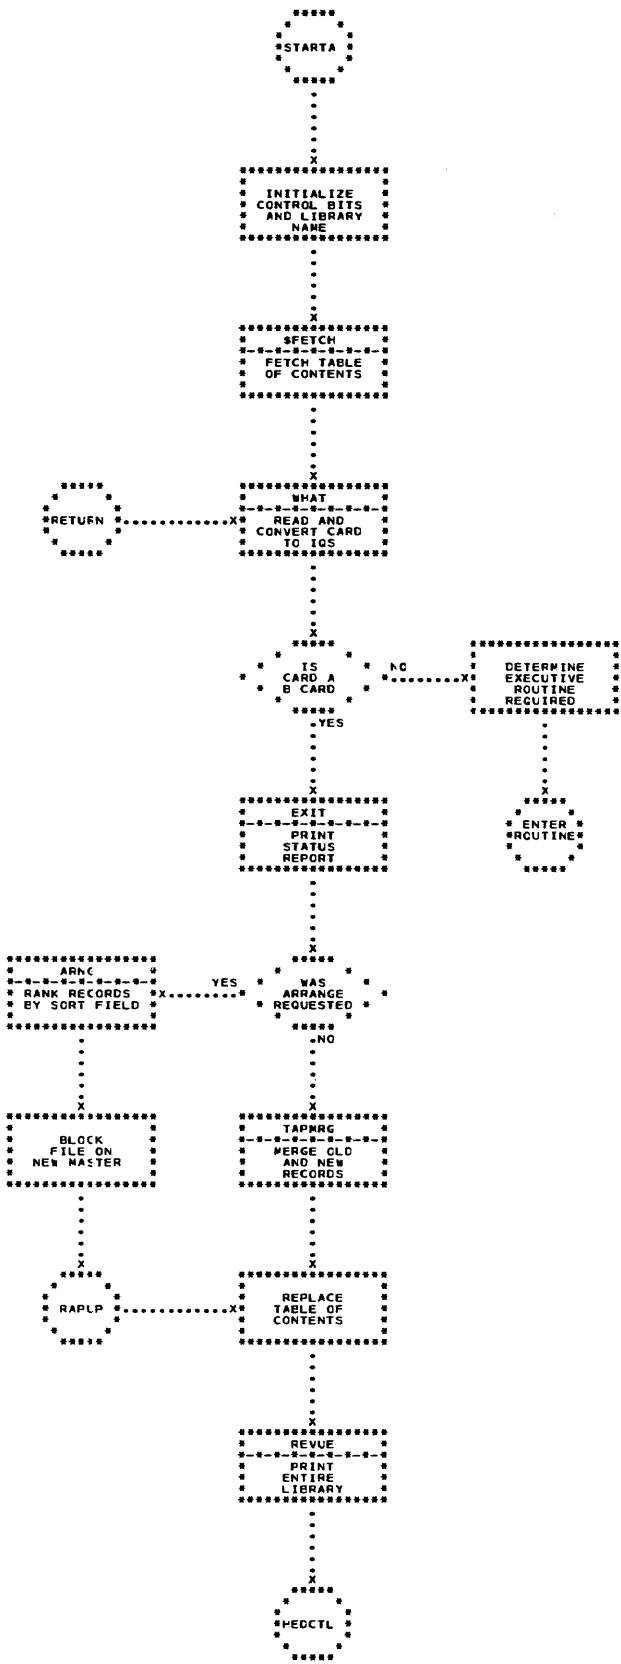 STARTA
INITIALIZE
CONTROL BITS
AND LIBRARY
NAME
$FETCH
FETCH TABLE
OF CONTENTS
RETURN
WHAT
READ AND
CONVERT CARD
TO IQS
IS
CARD A
B CARD
NO
DETERMINE
EXECUTIVE
ROUTINE
REQUIRED
YES
EXIT
PRINT
STATUS
REPORT
ENTER
ROUTINE
ARNG
RANK RECORDS
BY SORT FIELD
YES
WAS
ARRANGE
REQUESTED
NO
BLOCK
FILE ON
NEW MASTER
TAPMRG
MERGE OLD
AND NEW
RECORDS
RAPUP
REPLACE
TABLE OF
CONTENTS
REVUE
PRINT
ENTIRE
LIBRARY
HEDCTL